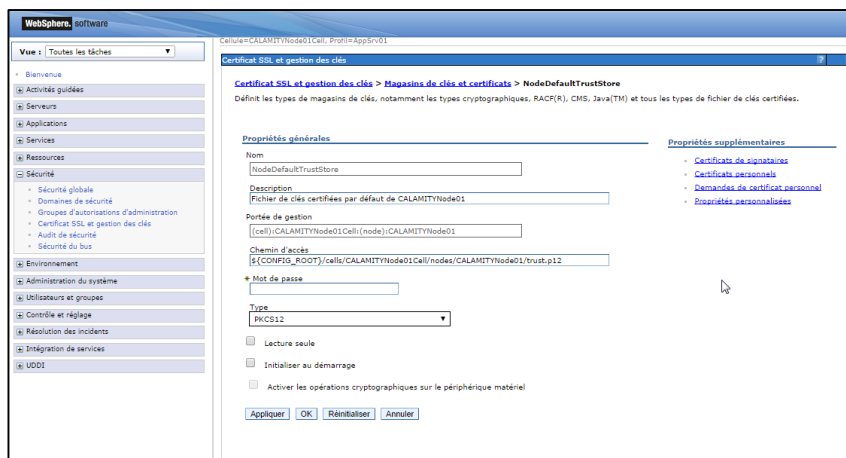 WebSphere. software
Cellule=CALAMITYNode01Cell, Profil=AppSrv01
Vue : Toutes les tâches
Bienvenue
Activités guidées
Serveurs
Applications
Services
Ressources
Sécurité
Sécurité globale
Domaines de sécurité
Groupes d'autorisations d'administration
Certificat SSL et gestion des clés
Audit de sécurité
Sécurité du bus
Environnement
Administration du système
Utilisateurs et groupes
Contrôle et réglage
Résolution des incidents
Intégration de services
UDDI
Certificat SSL et gestion des clés ?
Certificat SSL et gestion des clés > Magasins de clés et certificats > NodeDefaultTrustStore
Définit les types de magasins de clés, notamment les types cryptographiques, RACF(R), CMS, Java(TM) et tous les types de fichier de clés certifiées.
Propriétés générales
Nom
NodeDefaultTrustStore
Description
Fichier de clés certifiées par défaut de CALAMITYNode01
Portée de gestion
(cell):CALAMITYNode01Cell:(node):CALAMITYNode01
Chemin d'accès
${CONFIG_ROOT}/cells/CALAMITYNode01Cell/nodes/CALAMITYNode01/trust.p12
* Mot de passe
Type
PKCS12
Lecture seule
Initialiser au démarrage
Activer les opérations cryptographiques sur le périphérique matériel
Appliquer OK Réinitialiser Annuler
Propriétés supplémentaires
Certificats de signataires
Certificats personnels
Demandes de certificat personnel
Propriétés personnalisées